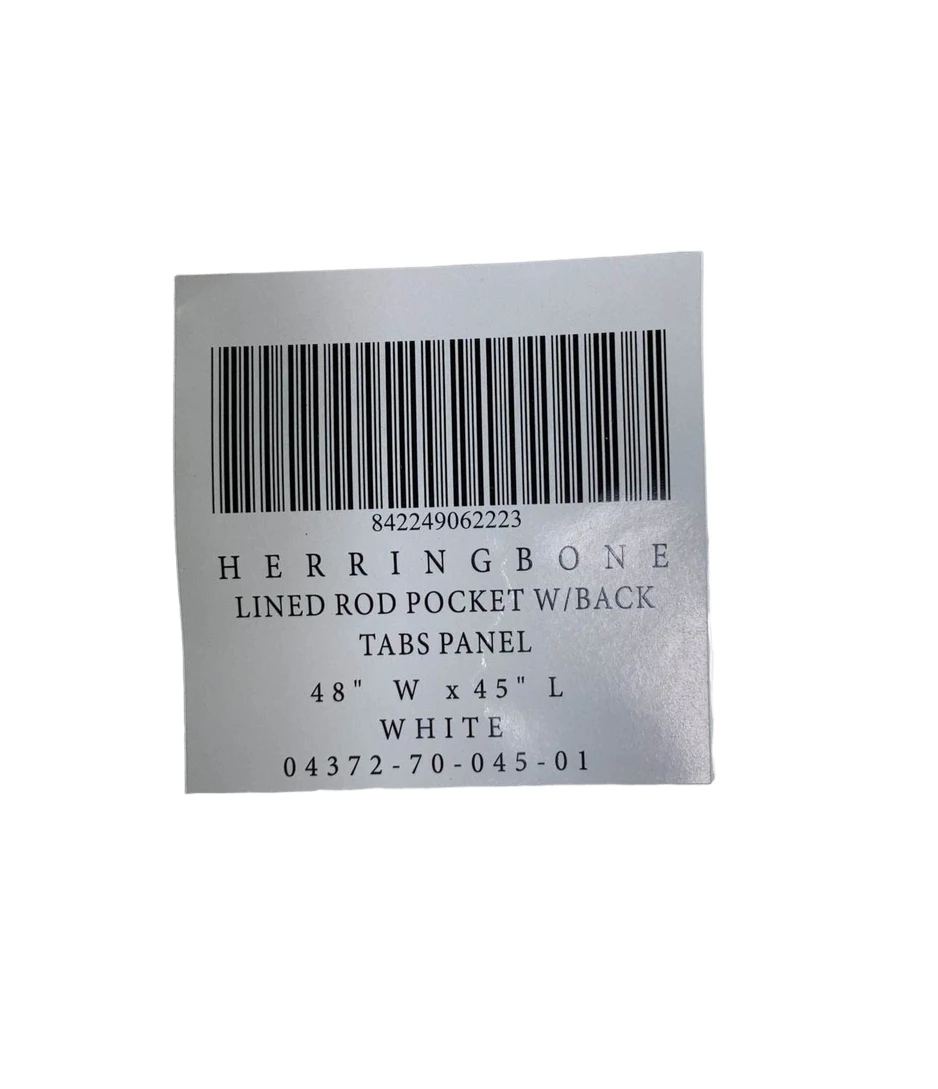 842249062223
HERRINGBONE
LINED ROD POCKET W/BACK
TABS PANEL
48" W x 45" L
WHITE
04372-70-045-01